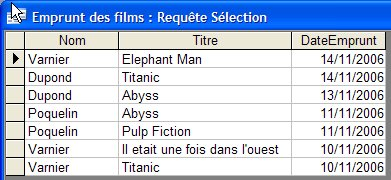 Emprunt des films : Requête Sélection
Nom Titre DateEmprunt
Varnier Elephant Man 14/11/2006
Dupond Titanic 14/11/2006
Dupond Abyss 13/11/2006
Poquelin Abyss 11/11/2006
Poquelin Pulp Fiction 11/11/2006
Varnier Il etait une fois dans l'ouest 10/11/2006
Varnier Titanic 10/11/2006